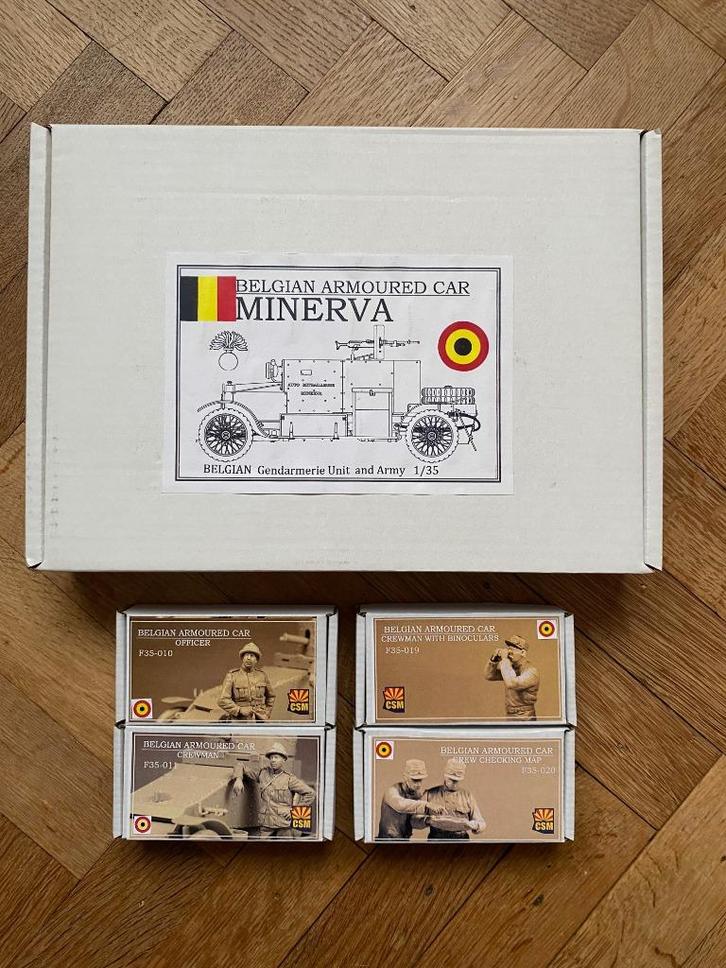 BELGIAN ARMOURED CAR
MINERVA
AUTO MITRAILLEUSE
MINERVA
BELGIAN Gendarmerie Unit and Army 1/35
BELGIAN ARMOURED CAR
OFFICER
F35-010
CSM
BELGIAN ARMOURED CAR
CREWMAN WITH BINOCULARS
F35-019
CSM
BELGIAN ARMOURED CAR
CREWMAN
F35-011
CSM
BELGIAN ARMOURED CAR
CREW CHECKING MAP
F35-020
CSM